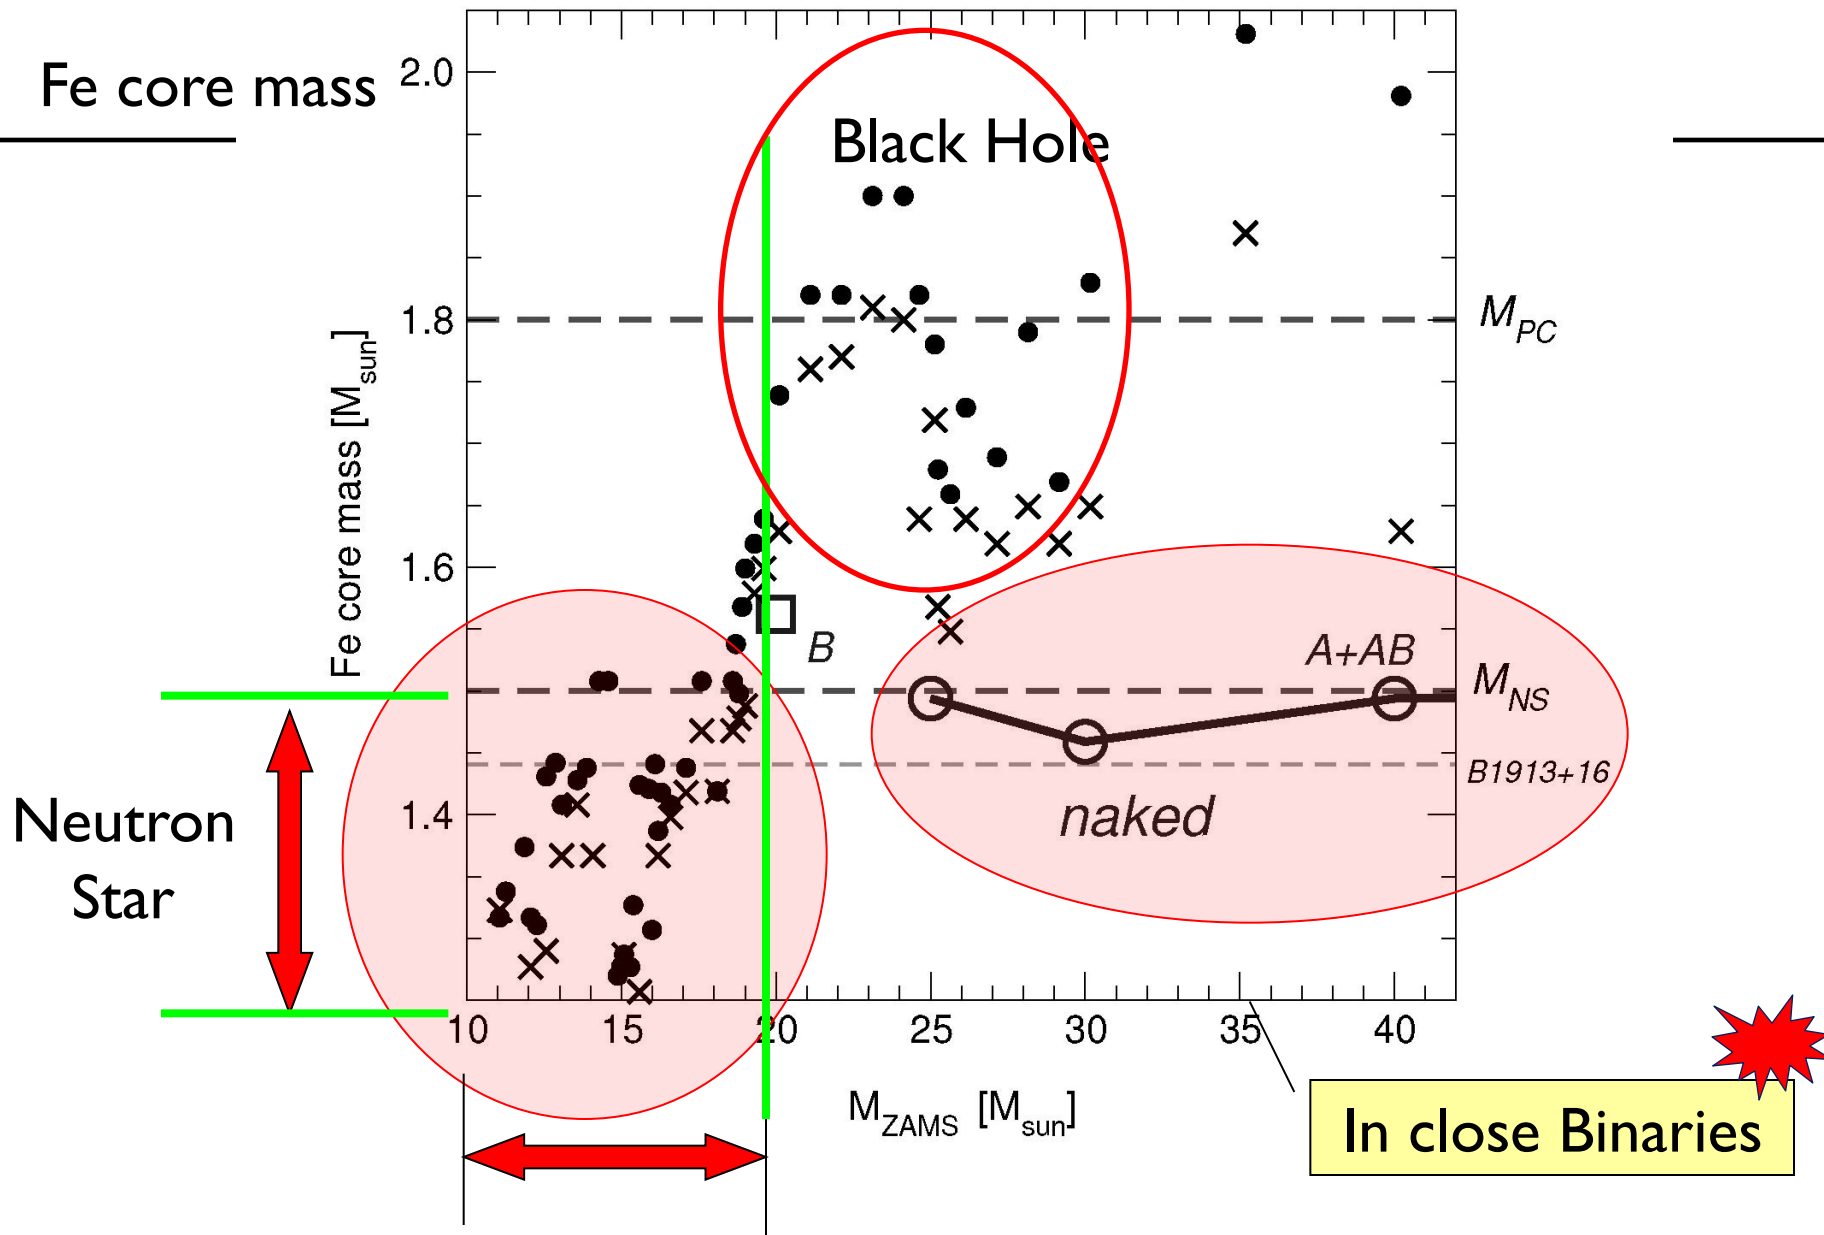 Fe core mass
2.0
Black Hole
1.8
M_PC
Fe core mass [M_sun]
1.6
B
A+AB
M_NS
B1913+16
naked
1.4
Neutron
Star
10 15 20 25 30 35 40
M_ZAMS [M_sun]
In close Binaries